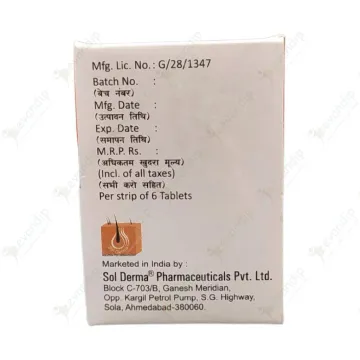 Mfg. Lic. No.: G/28/1347
Batch No. :
(बेच नंबर)
Mfg. Date :
(उत्पादन तिथि)
Exp. Date :
(समापन तिथि)
M.R.P. Rs. :
(अधिकतम खुदरा मूल्य)
(Incl. of all taxes)
(सभी करो सहित)
Per strip of 6 Tablets
Marketed in India by :
Sol Derma® Pharmaceuticals Pvt. Ltd.
Block C-703/B, Ganesh Meridian,
Opp. Kargil Petrol Pump, S.G. Highway,
Sola, Ahmedabad-380060.